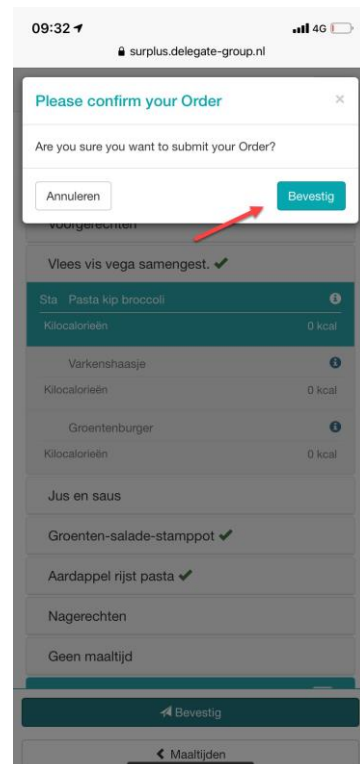 09:32
4G
surplus.delegate-group.nl
Please confirm your Order
×
Are you sure you want to submit your Order?
Annuleren
Bevestig
Voorgerechten
Vlees vis vega samengest.
Sta Pasta kip broccoli
Kilocalorieën 0 kcal
Varkenshaasje
Kilocalorieën 0 kcal
Groentenburger
Kilocalorieën 0 kcal
Jus en saus
Groenten-salade-stamppot
Aardappel rijst pasta
Nagerechten
Geen maaltijd
Bevestig
Maaltijden